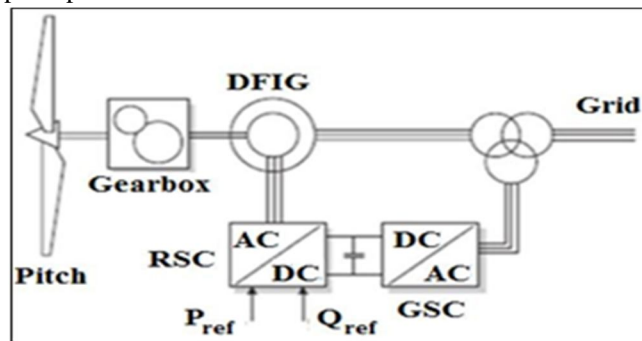 DFIG
Grid
Gearbox
RSC
AC
DC
DC
AC
Pitch
GSC
Pref
Qref